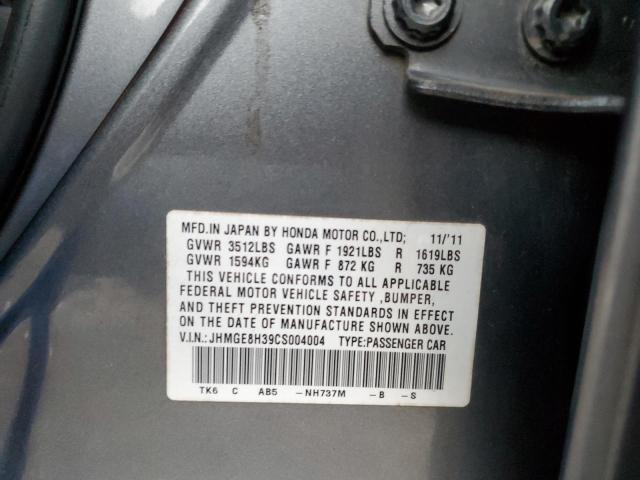 MFD.IN JAPAN BY HONDA MOTOR CO.,LTD; 11/'11
GVWR 3512LBS GAWR F 1921LBS R 1619LBS
GVWR 1594KG GAWR F 872 KG R 735 KG
THIS VEHICLE CONFORMS TO ALL APPLICABLE
FEDERAL MOTOR VEHICLE SAFETY ,BUMPER,
AND THEFT PREVENTION STANDARDS IN EFFECT
ON THE DATE OF MANUFACTURE SHOWN ABOVE.
V.I.N.: JHMGE8H39CS004004 TYPE:PASSENGER CAR
TK6 C AB5 -NH737M -B -S